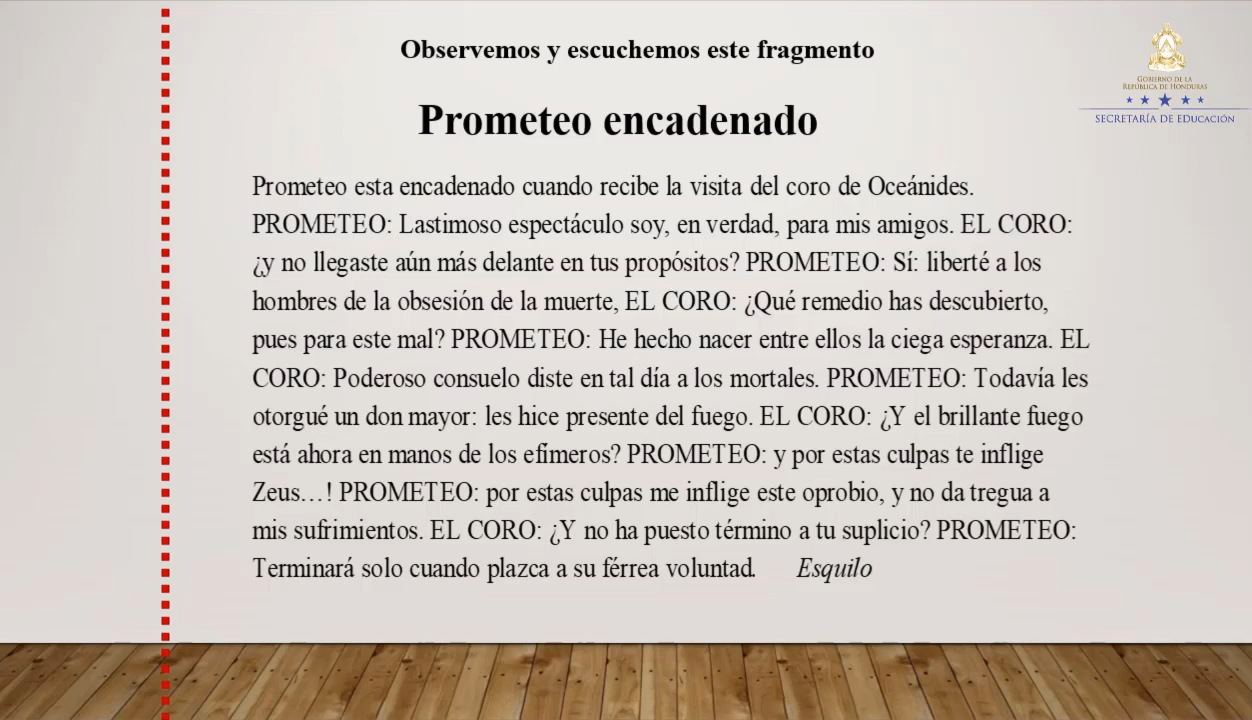 Observemos y escuchemos este fragmento
GOBIERNO DE LA
REPÚBLICA DE HONDURAS
SECRETARÍA DE EDUCACIÓN
Prometeo encadenado
Prometeo esta encadenado cuando recibe la visita del coro de Oceánides.
PROMETEO: Lastimoso espectáculo soy, en verdad, para mis amigos. EL CORO:
¿y no llegaste aún más delante en tus propósitos? PROMETEO: Sí: liberté a los
hombres de la obsesión de la muerte, EL CORO: ¿Qué remedio has descubierto,
pues para este mal? PROMETEO: He hecho nacer entre ellos la ciega esperanza. EL
CORO: Poderoso consuelo diste en tal día a los mortales. PROMETEO: Todavía les
otorgué un don mayor: les hice presente del fuego. EL CORO: ¿Y el brillante fuego
está ahora en manos de los efímeros? PROMETEO: y por estas culpas te inflige
Zeus…! PROMETEO: por estas culpas me inflige este oprobio, y no da tregua a
mis sufrimientos. EL CORO: ¿Y no ha puesto término a tu suplicio? PROMETEO:
Terminará solo cuando plazca a su férrea voluntad. Esquilo